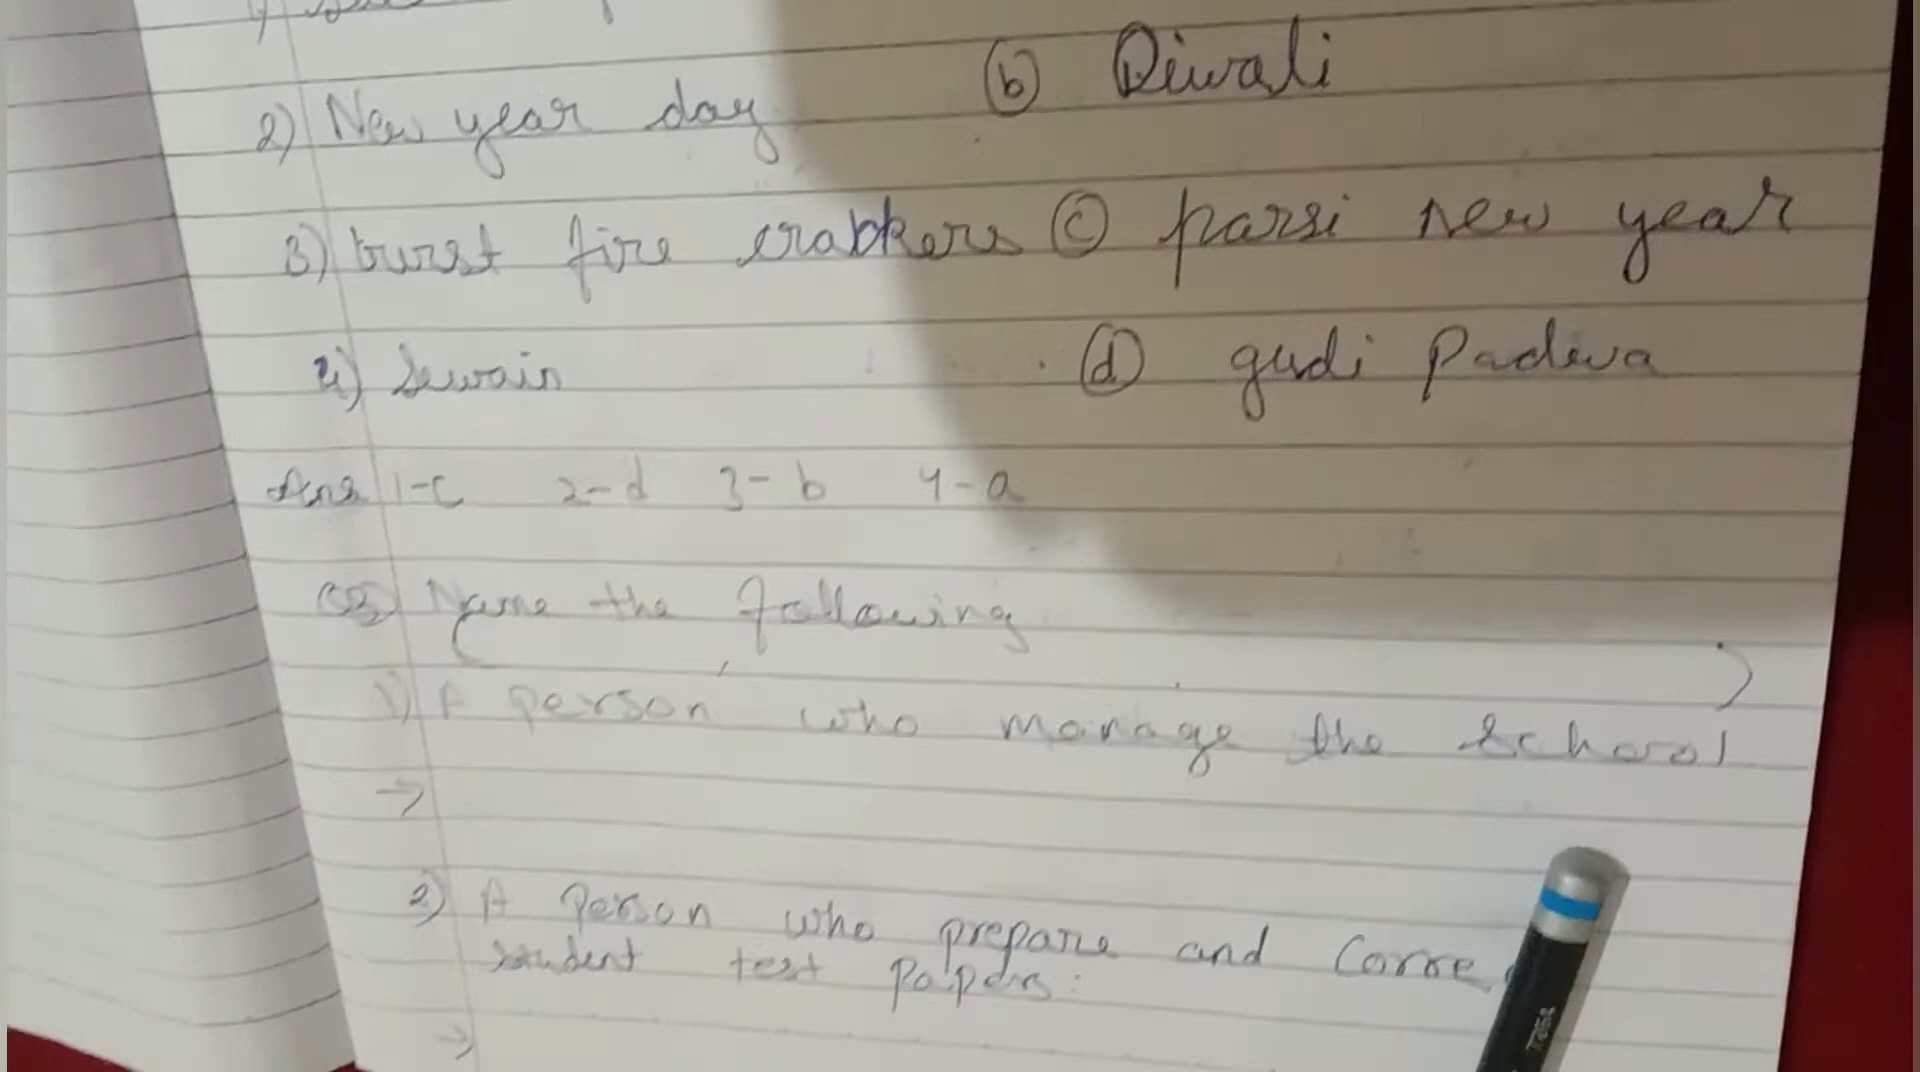 2) New year day (b) Diwali
3) burst fire crabkers (c) parsi new year
4) Sewain (d) gudi Padwa
Ans 1-c 2-d 3-b 4-a
Name the following
1) A person who manage the school
→
2) A person who prepare and Corre
student test Papers.
→